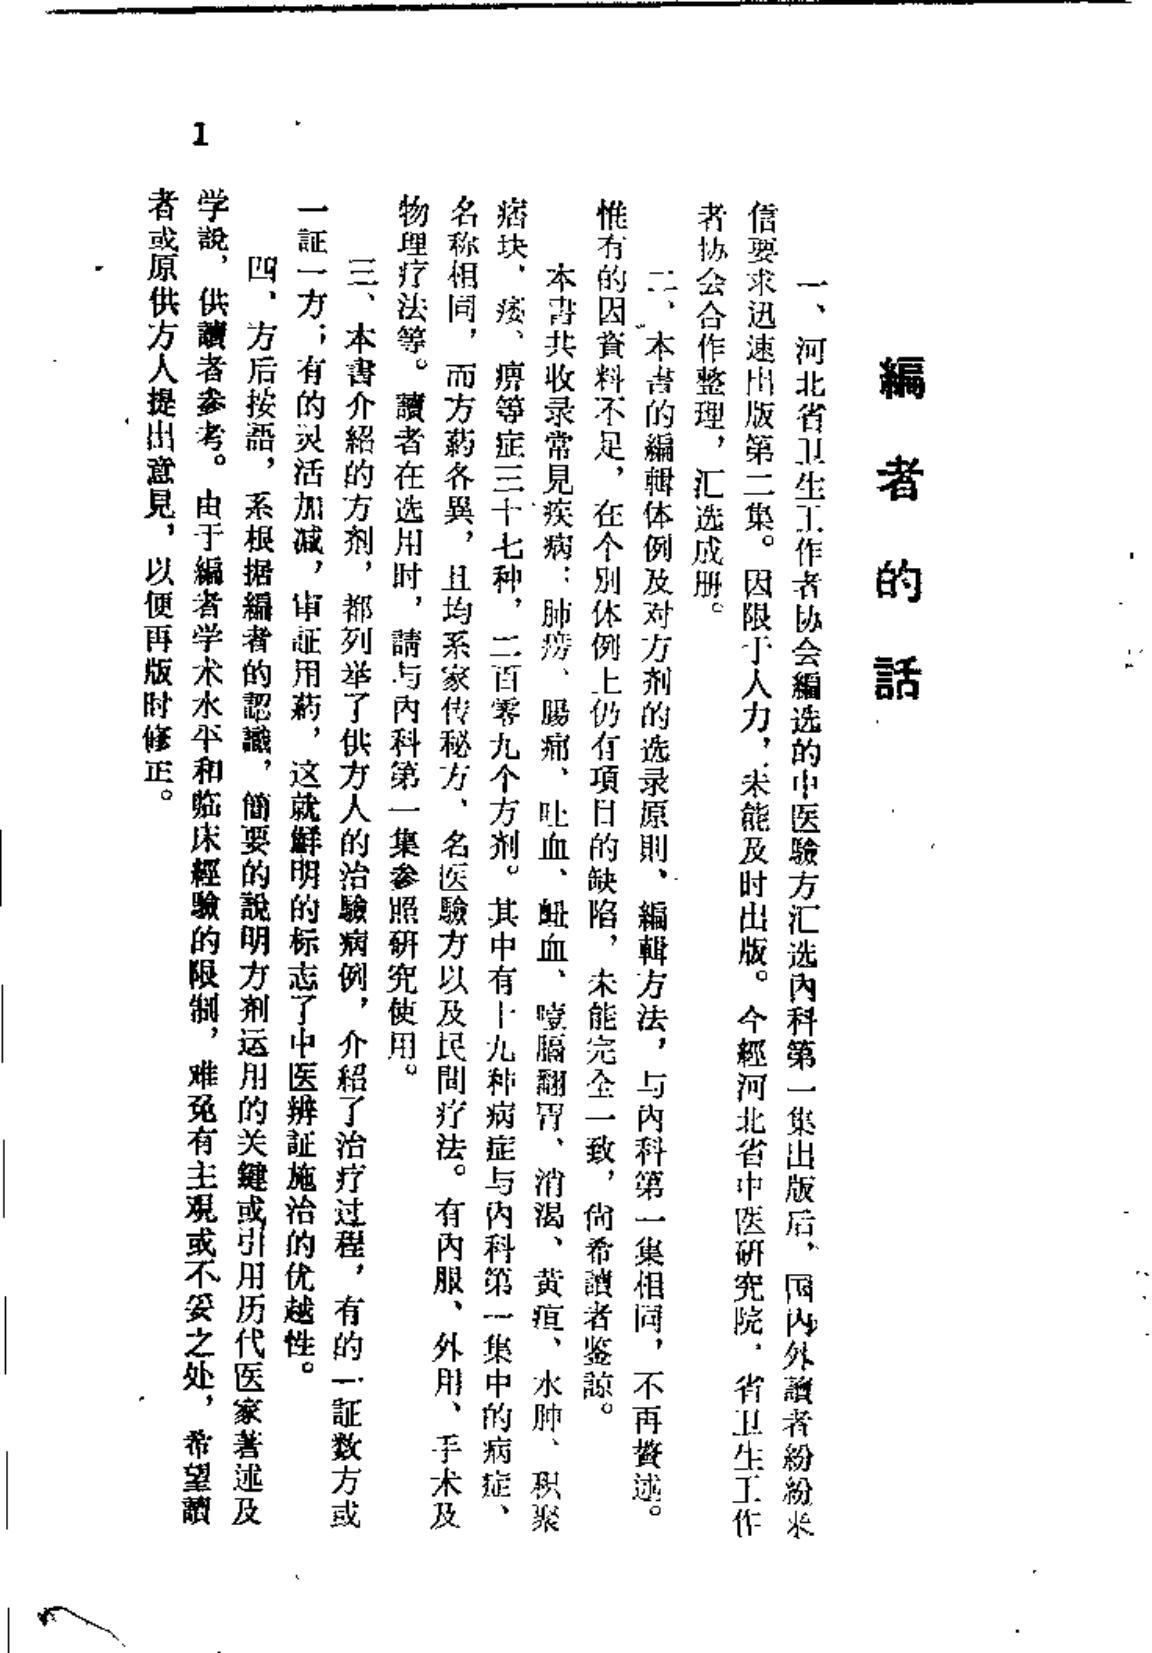 編者的話
一、河北省卫生工作者协会編选的中医驗方汇选內科第一集出版后，国内外讀者紛紛来
信要求迅速出版第二集。因限于人力，未能及时出版。今經河北省中医研究院、省卫生工作
者协会合作整理，汇选成册。
二、本書的編輯体例及对方剂的选录原則、編輯方法，与內科第一集相同，不再贅述。
惟有的因資料不足，在个别体例上仍有項目的缺陷，未能完全一致，尙希讀者鉴諒。
本書共收录常見疾病：肺痨、腸痈、吐血、衄血、噎膈翻胃、消渴、黄疸、水肿、积聚
痞块、痿、痹等症三十七种，二百零九个方剂。其中有十九种病症与內科第一集中的病症、
名称相同，而方葯各異，且均系家传秘方、名医驗方以及民間疗法。有內服、外用、手术及
物理疗法等。讀者在选用时，請与內科第一集参照研究使用。
三、本書介紹的方剂，都列举了供方人的治驗病例，介紹了治疗过程，有的一証数方或
一証一方；有的灵活加减，审証用葯，这就鮮明的标志了中医辨証施治的优越性。
四、方后按語，系根据編者的認識，簡要的說明方剂运用的关鍵或引用历代医家著述及
学說，供讀者参考。由于編者学术水平和临床經驗的限制，难免有主观或不妥之处，希望讀
者或原供方人提出意見，以便再版时修正。
1